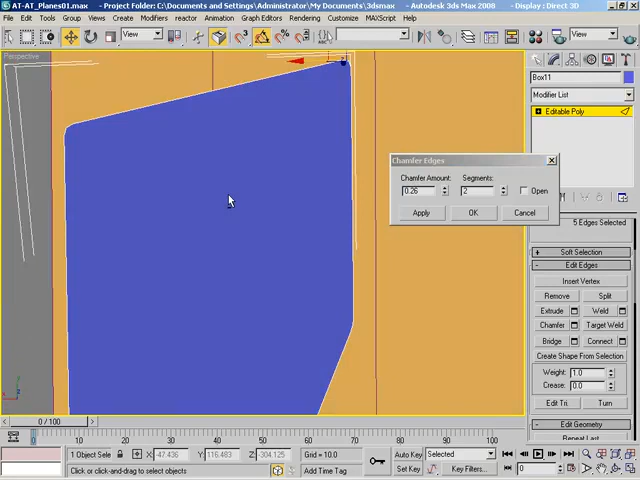 AT-AT_Planes01.max - Project Folder: C:\Documents and Settings\Administrator\My Documents\3dsmax - Autodesk 3ds Max 2008 - Display : Direct 3D
File Edit Tools Group Views Create Modifiers reactor Animation Graph Editors Rendering Customize MAXScript Help
View View
Perspective
Box11
Modifier List
Editable Poly
Chamfer Edges
Chamfer Amount: Segments:
0.26 2 Open
Apply OK Cancel
5 Edges Selected
+ Soft Selection
- Edit Edges
Insert Vertex
Remove Split
Extrude Weld
Chamfer Target Weld
Bridge Connect
Create Shape From Selection
Weight: 1.0
Crease: 0.0
Edit Tri. Turn
- Edit Geometry
Repeat Last
0 / 100
0 10 20 30 40 50 60 70 80 90 100
1 Object Sele X: -47.436 Y: 116.483 Z: -304.125 Grid = 10.0 Auto Key Selected
Click or click-and-drag to select objects Add Time Tag Set Key Key Filters... 0